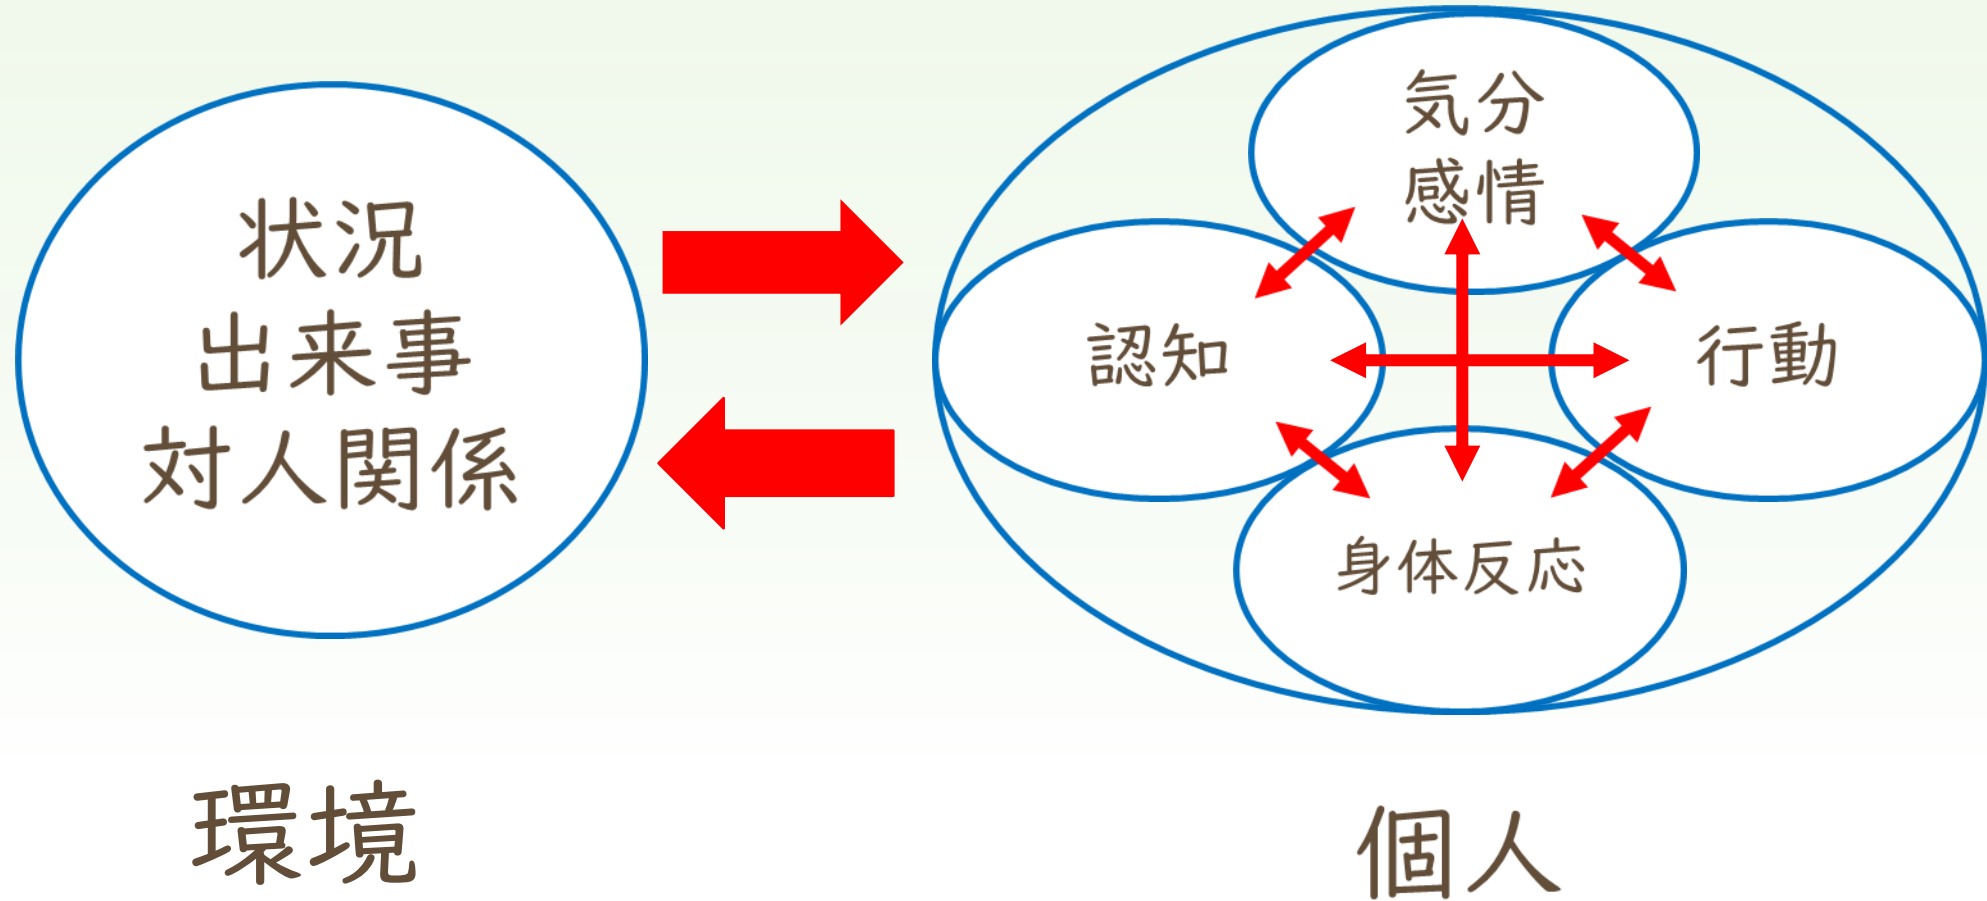 状況
出来事
対人関係
環境
気分
感情
認知
行動
身体反応
個人